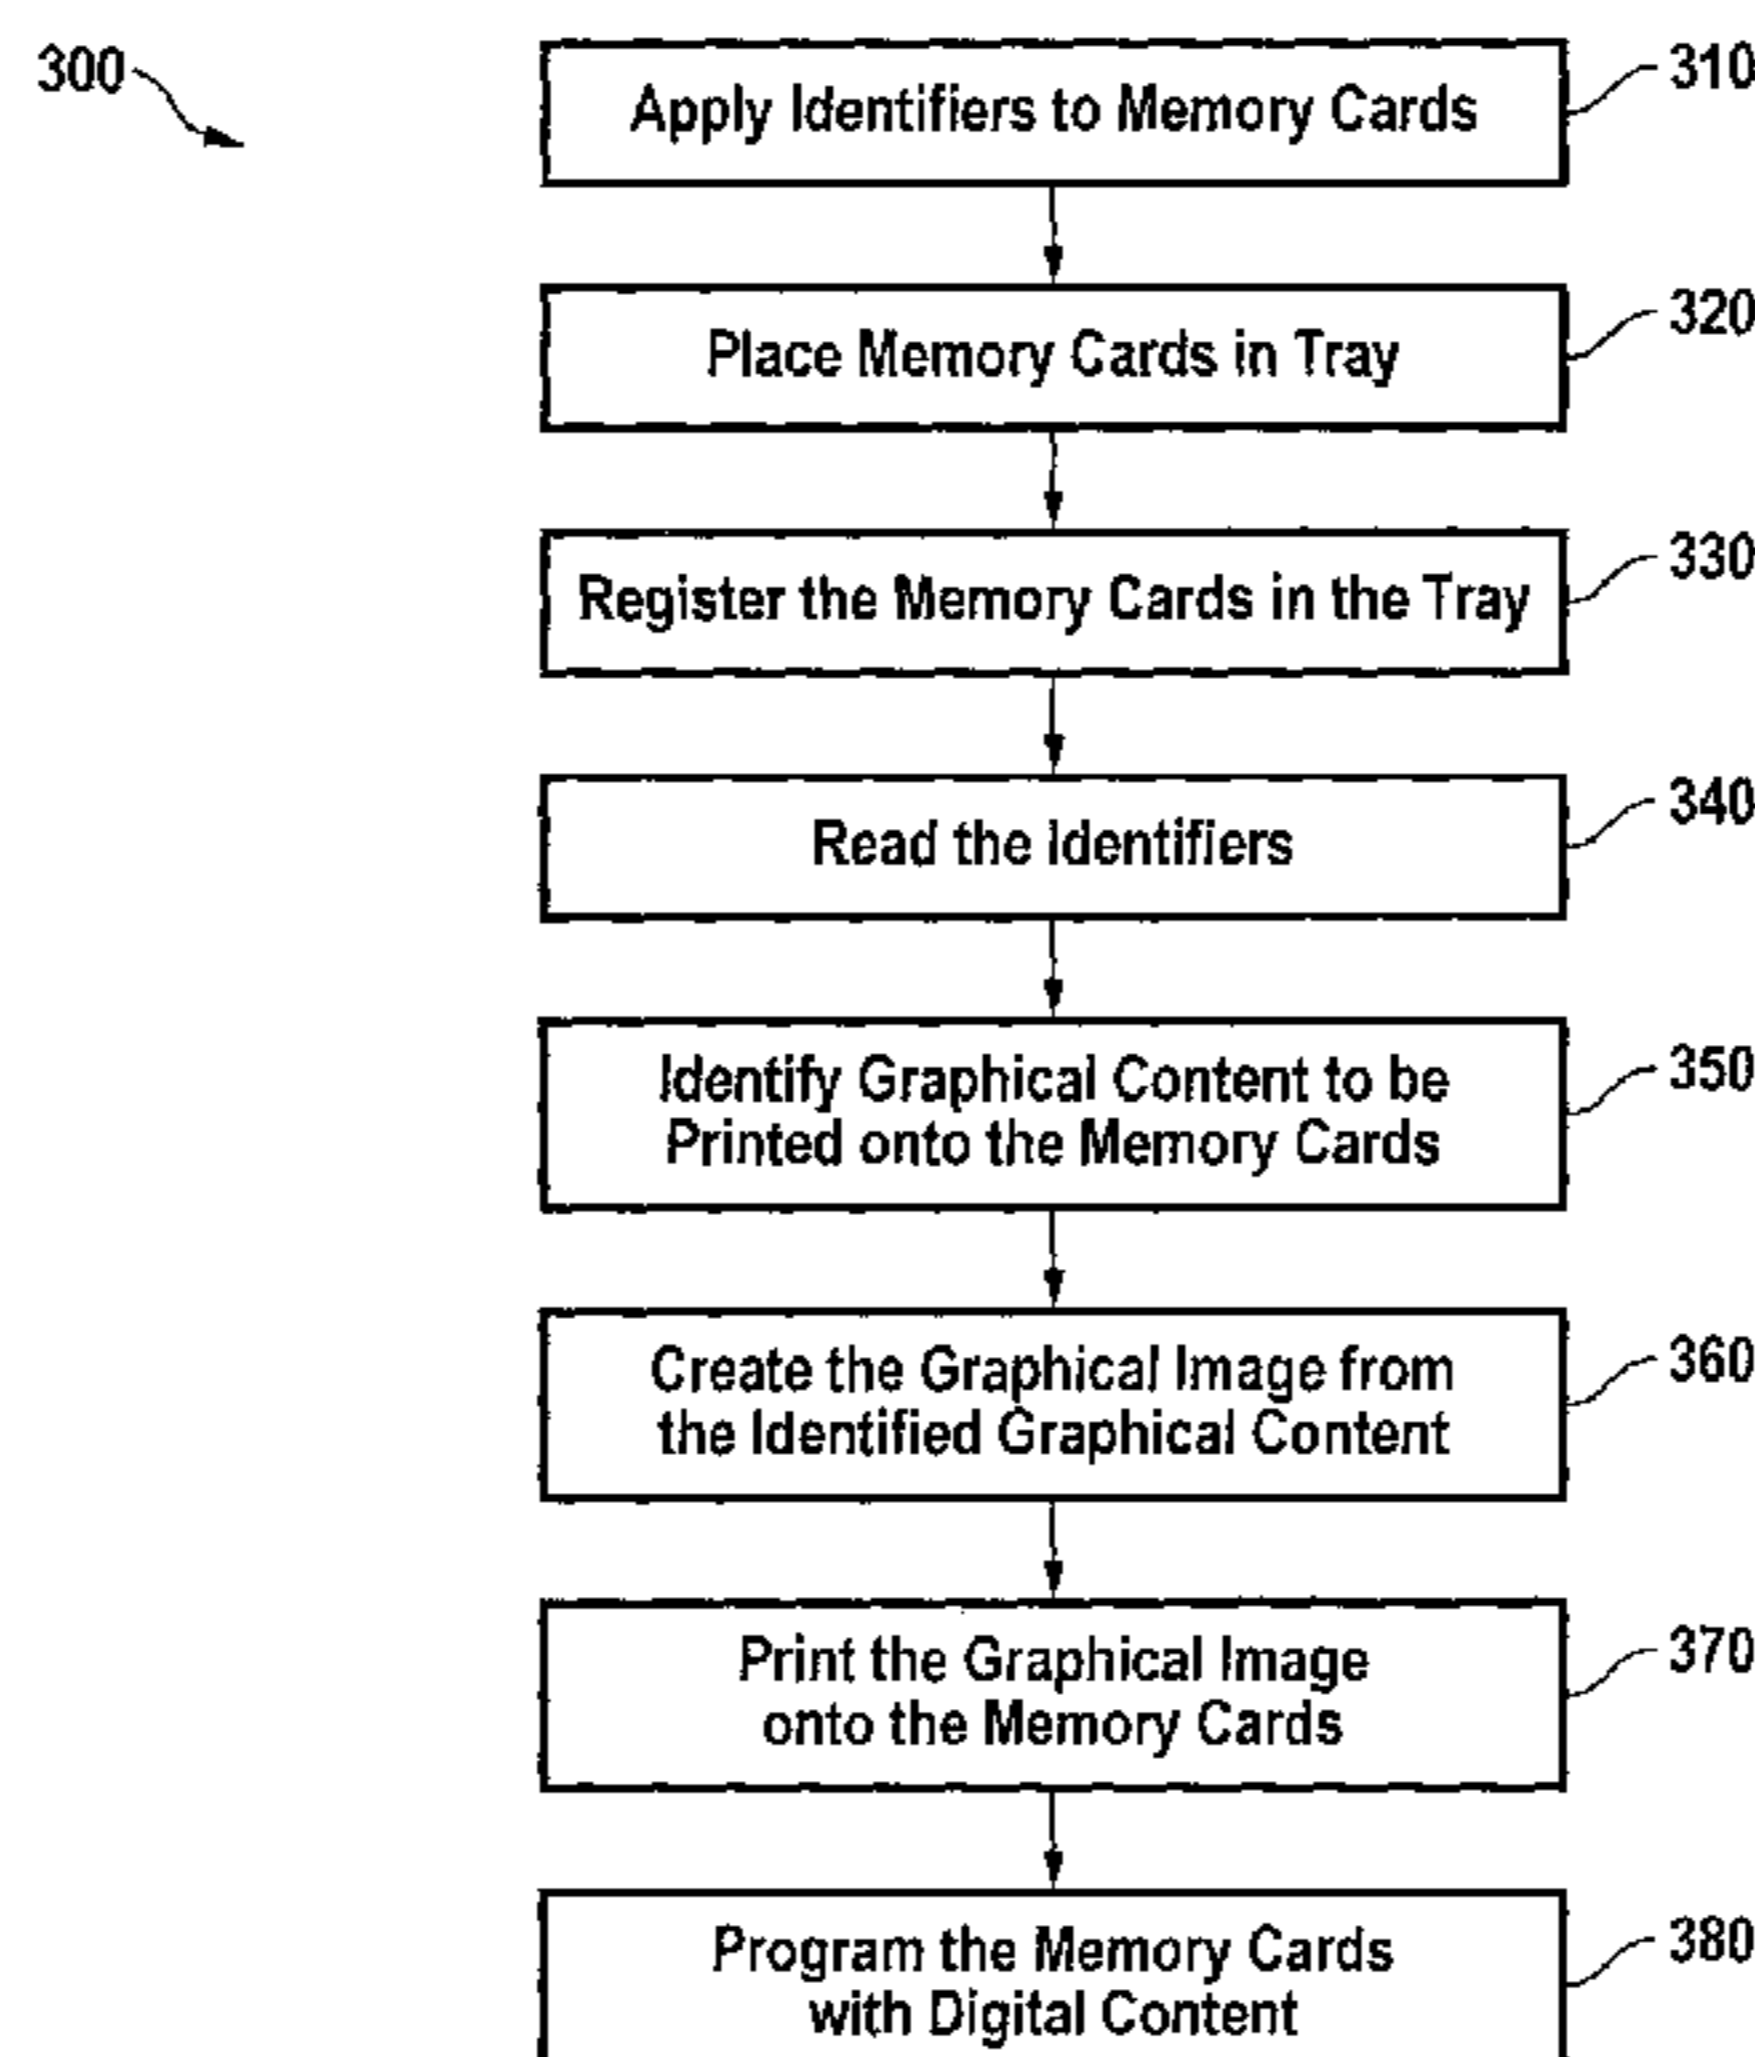 300
310
Apply Identifiers to Memory Cards
320
Place Memory Cards in Tray
330
Register the Memory Cards in the Tray
340
Read the Identifiers
350
Identify Graphical Content to be
Printed onto the Memory Cards
360
Create the Graphical Image from
the Identified Graphical Content
370
Print the Graphical Image
onto the Memory Cards
380
Program the Memory Cards
with Digital Content